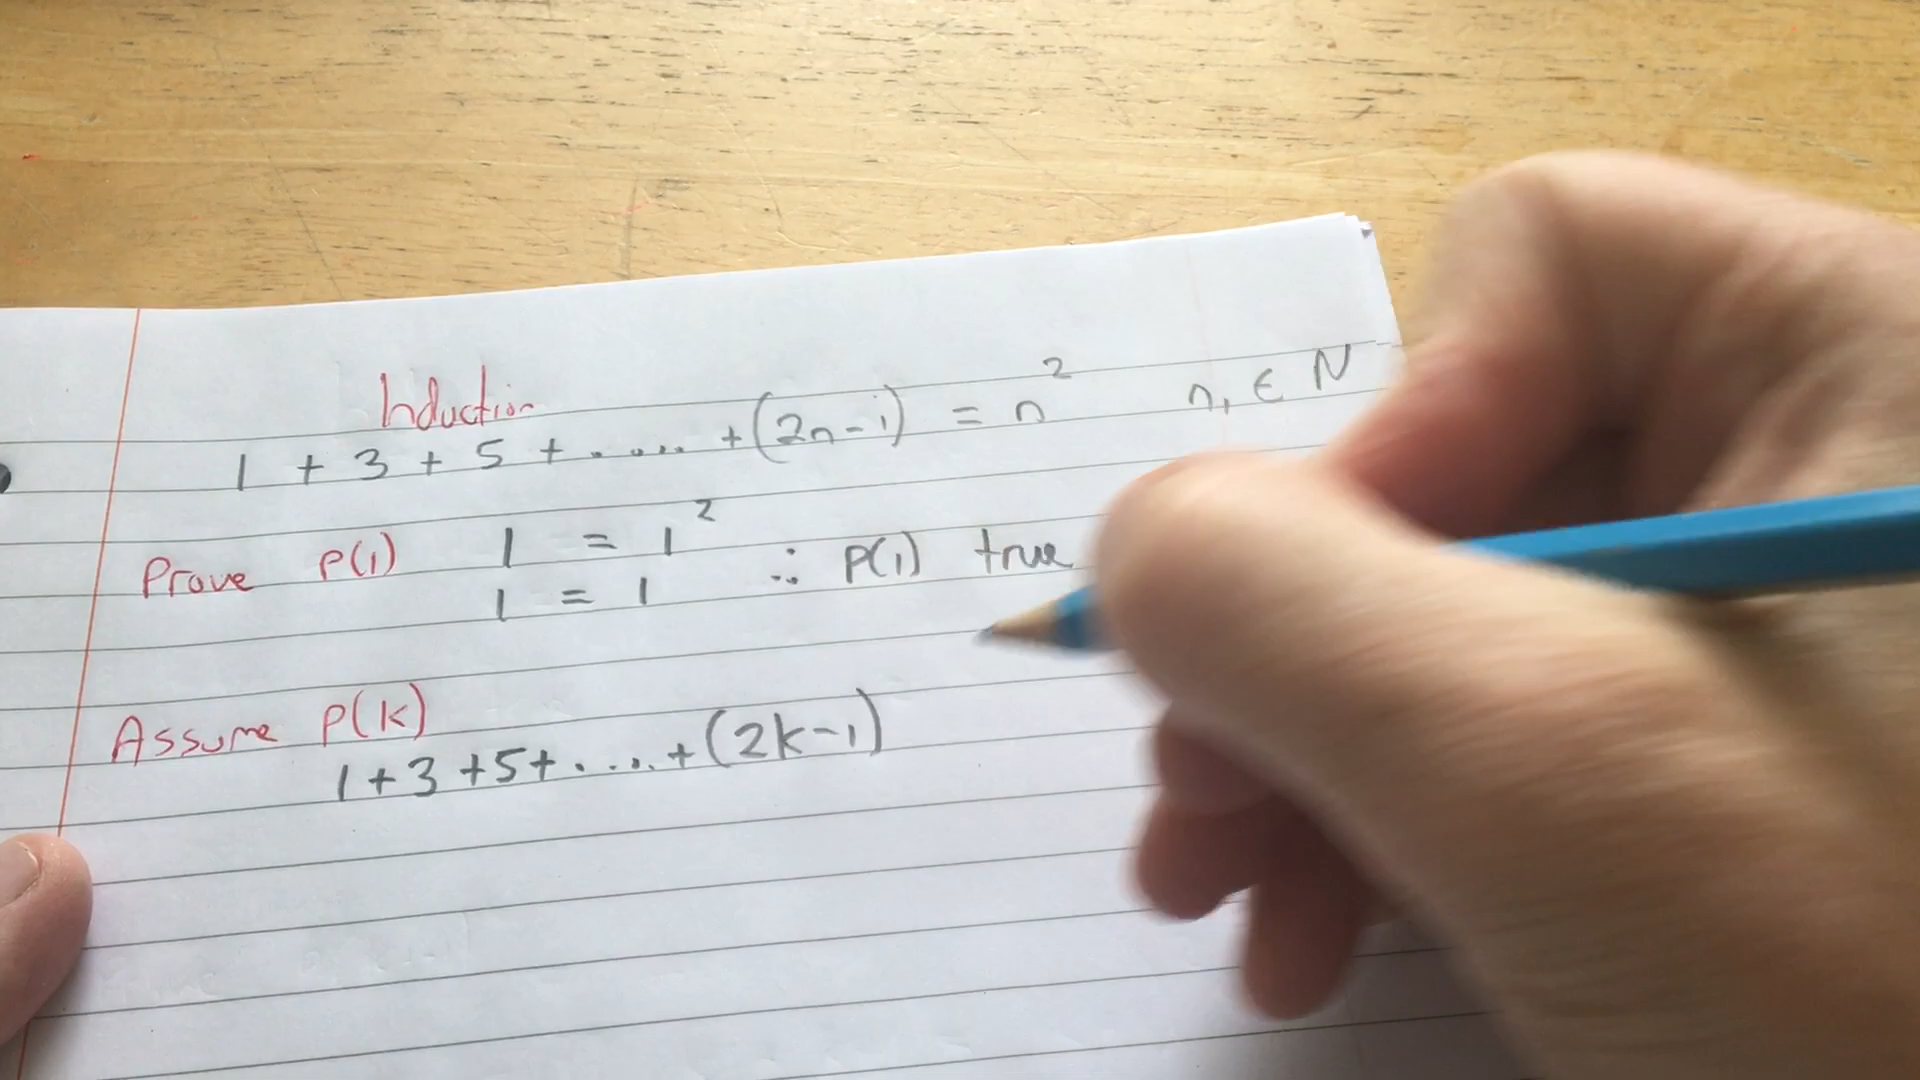 Induction
1 + 3 + 5 + ..... + (2n-1) = n² n, ∈ N
Prove P(1) 1 = 1²
1 = 1 ∴ P(1) true
Assume P(k)
1+3+5+.....+(2k-1)